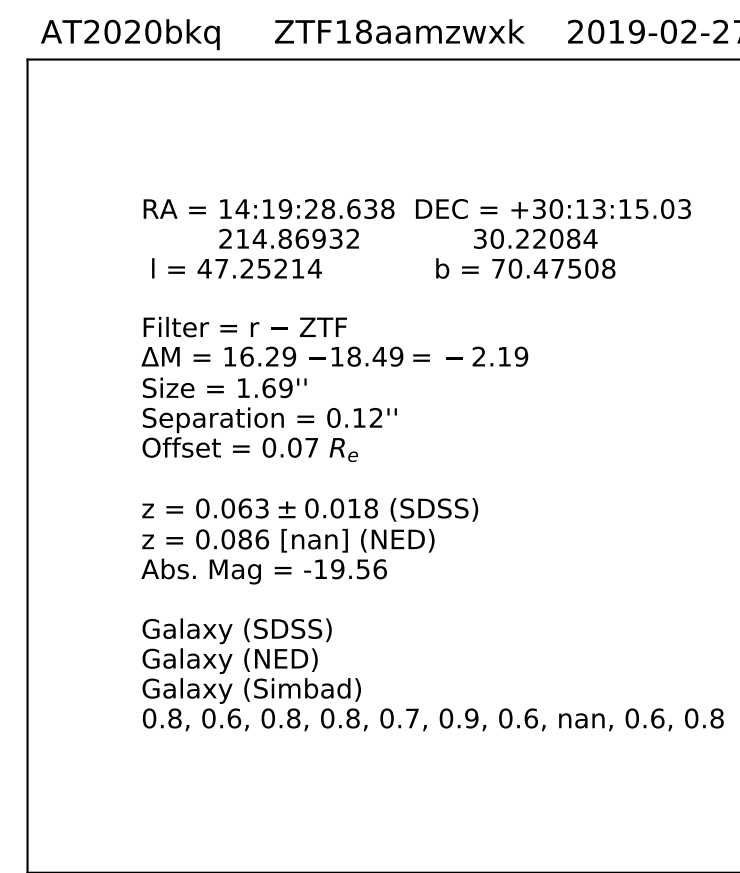 AT2020bkq ZTF18aamzwxk 2019-02-27
RA = 14:19:28.638 DEC = +30:13:15.03
214.86932 30.22084
l = 47.25214 b = 70.47508
Filter = r − ZTF
ΔM = 16.29 −18.49 = − 2.19
Size = 1.69''
Separation = 0.12''
Offset = 0.07 Re
z = 0.063 ± 0.018 (SDSS)
z = 0.086 [nan] (NED)
Abs. Mag = -19.56
Galaxy (SDSS)
Galaxy (NED)
Galaxy (Simbad)
0.8, 0.6, 0.8, 0.8, 0.7, 0.9, 0.6, nan, 0.6, 0.8